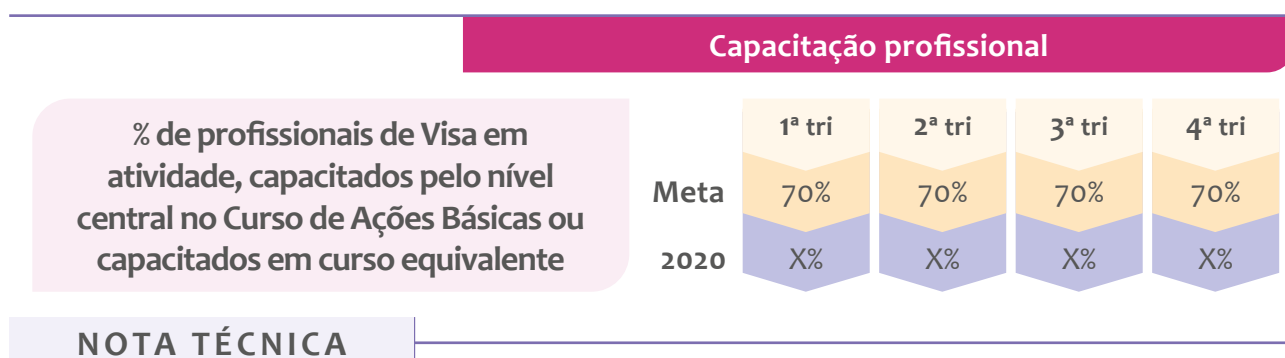 Capacitação profissional
% de profissionais de Visa em
atividade, capacitados pelo nível
central no Curso de Ações Básicas ou
capacitados em curso equivalente
1ª tri 2ª tri 3ª tri 4ª tri
Meta 70% 70% 70% 70%
2020 X% X% X% X%
NOTA TÉCNICA